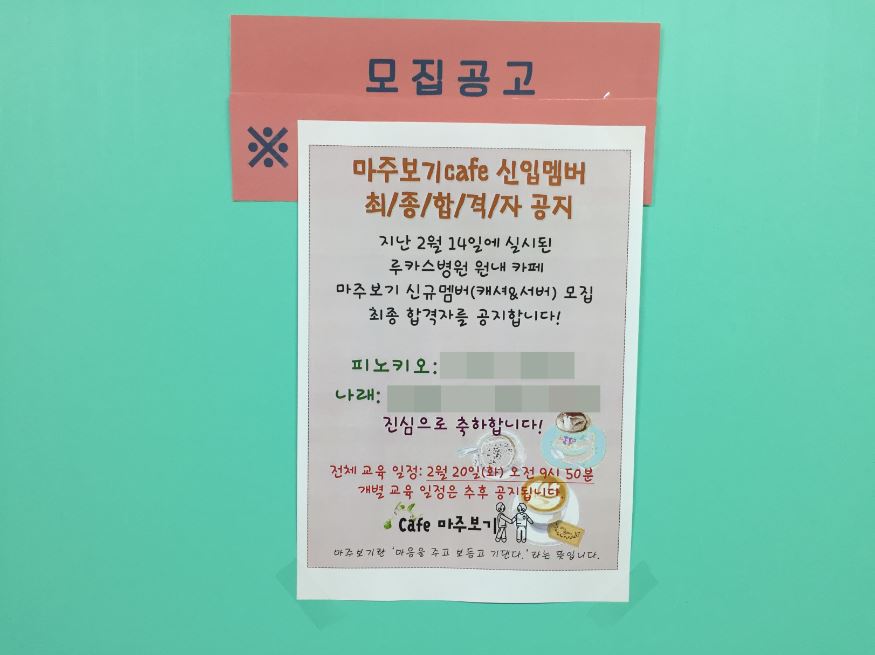 모집공고
※
마주보기cafe 신입멤버
최/종/합/격/자 공지
지난 2월 14일에 실시된
루카스병원 원내 카페
마주보기 신규멤버(캐셔&서버) 모집
최종 합격자를 공지합니다!
피노키오:
나래:
진심으로 축하합니다!
전체 교육 일정: 2월 20일(화) 오전 9시 50분
개별 교육 일정은 추후 공지됩니다
Cafe 마주보기
마주보기란 '마음을 주고 보듬고 기댄다.'라는 뜻입니다.